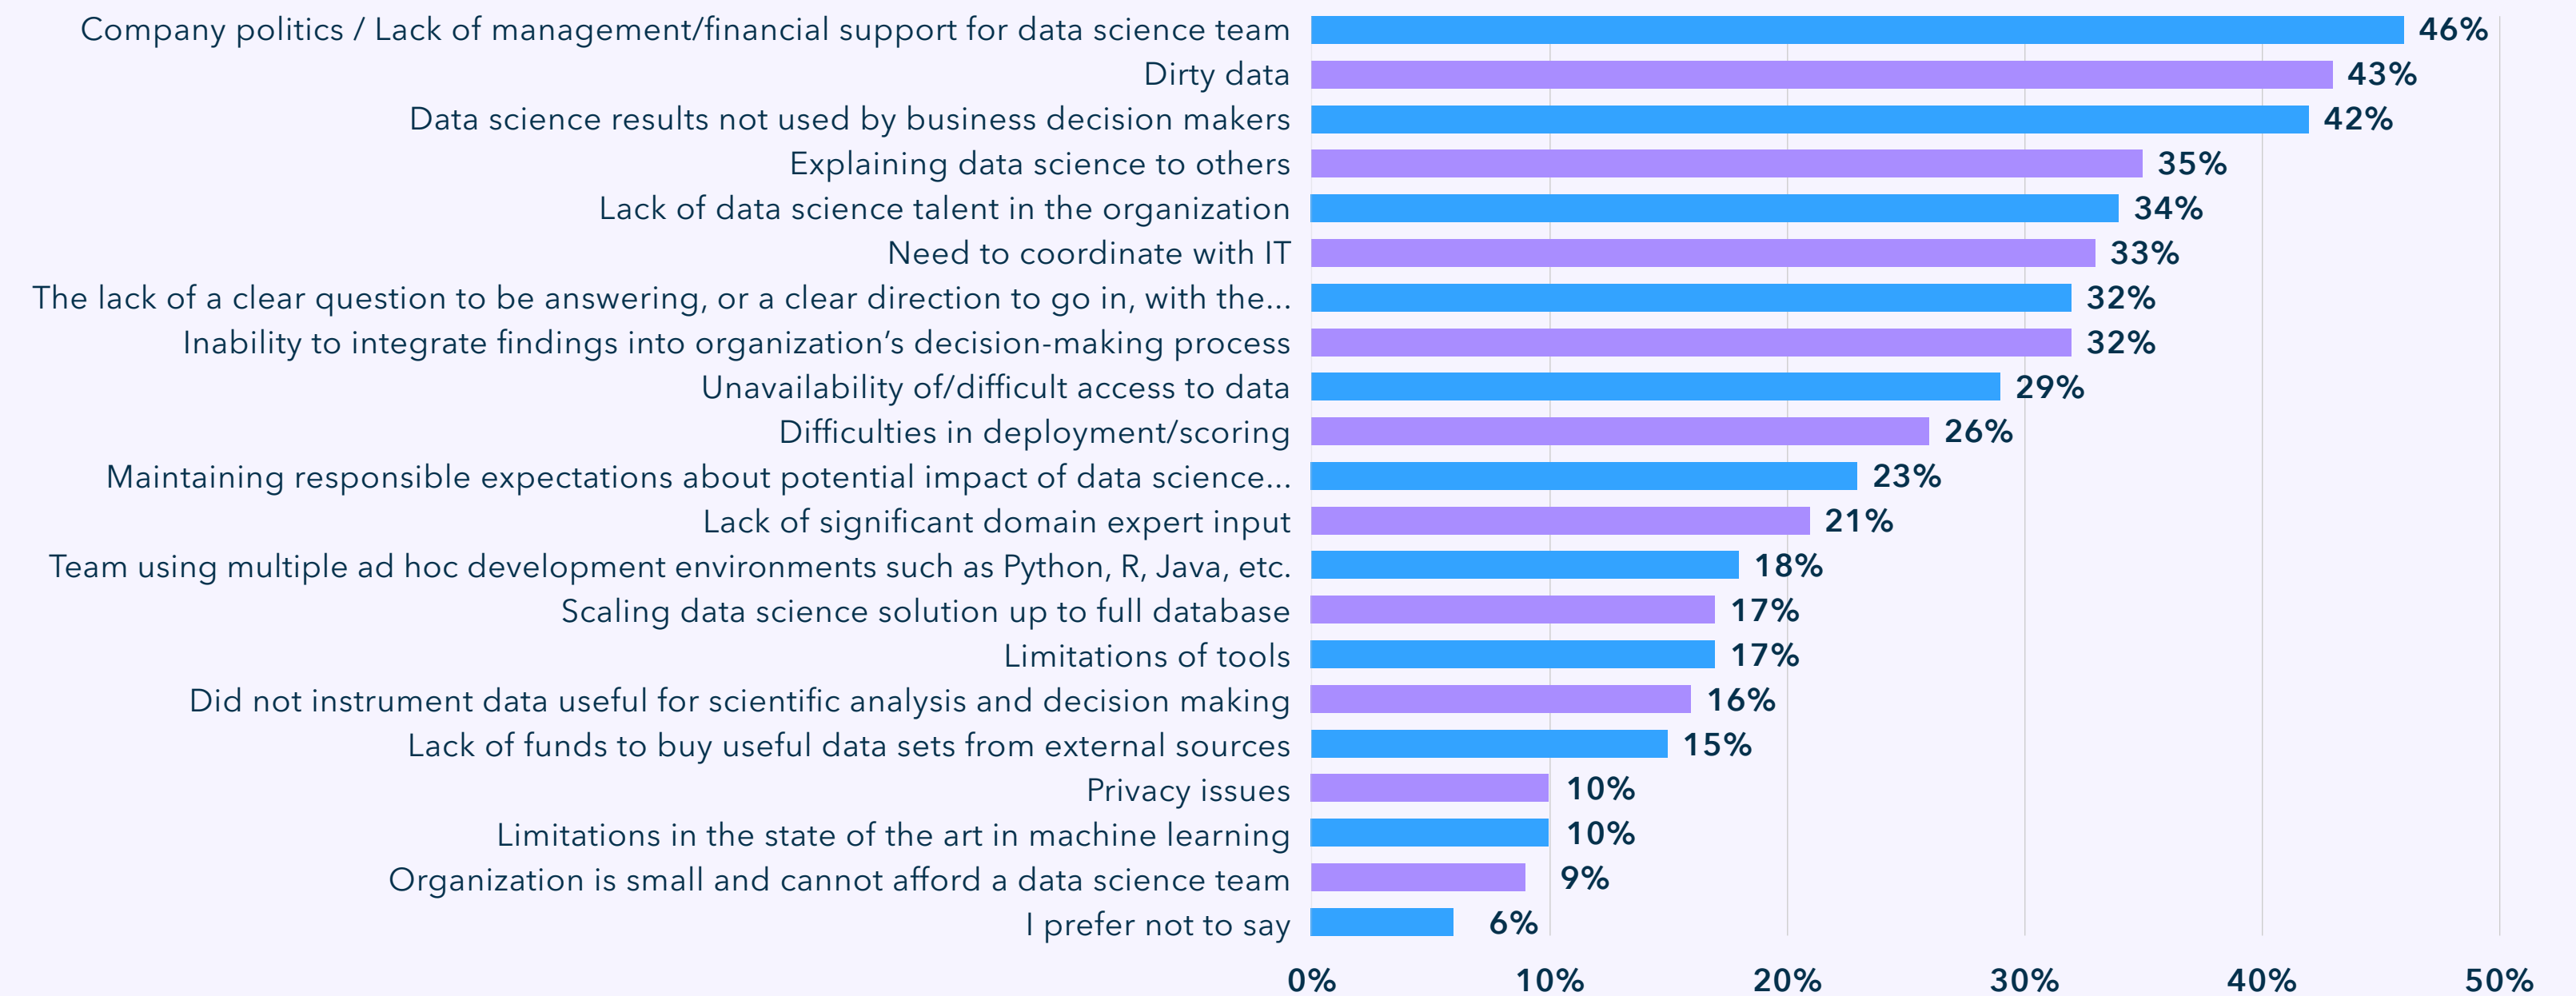 Company politics / Lack of management/financial support for data science team 46%
Dirty data 43%
Data science results not used by business decision makers 42%
Explaining data science to others 35%
Lack of data science talent in the organization 34%
Need to coordinate with IT 33%
The lack of a clear question to be answering, or a clear direction to go in, with the... 32%
Inability to integrate findings into organization’s decision-making process 32%
Unavailability of/difficult access to data 29%
Difficulties in deployment/scoring 26%
Maintaining responsible expectations about potential impact of data science... 23%
Lack of significant domain expert input 21%
Team using multiple ad hoc development environments such as Python, R, Java, etc. 18%
Scaling data science solution up to full database 17%
Limitations of tools 17%
Did not instrument data useful for scientific analysis and decision making 16%
Lack of funds to buy useful data sets from external sources 15%
Privacy issues 10%
Limitations in the state of the art in machine learning 10%
Organization is small and cannot afford a data science team 9%
I prefer not to say 6%
0% 10% 20% 30% 40% 50%